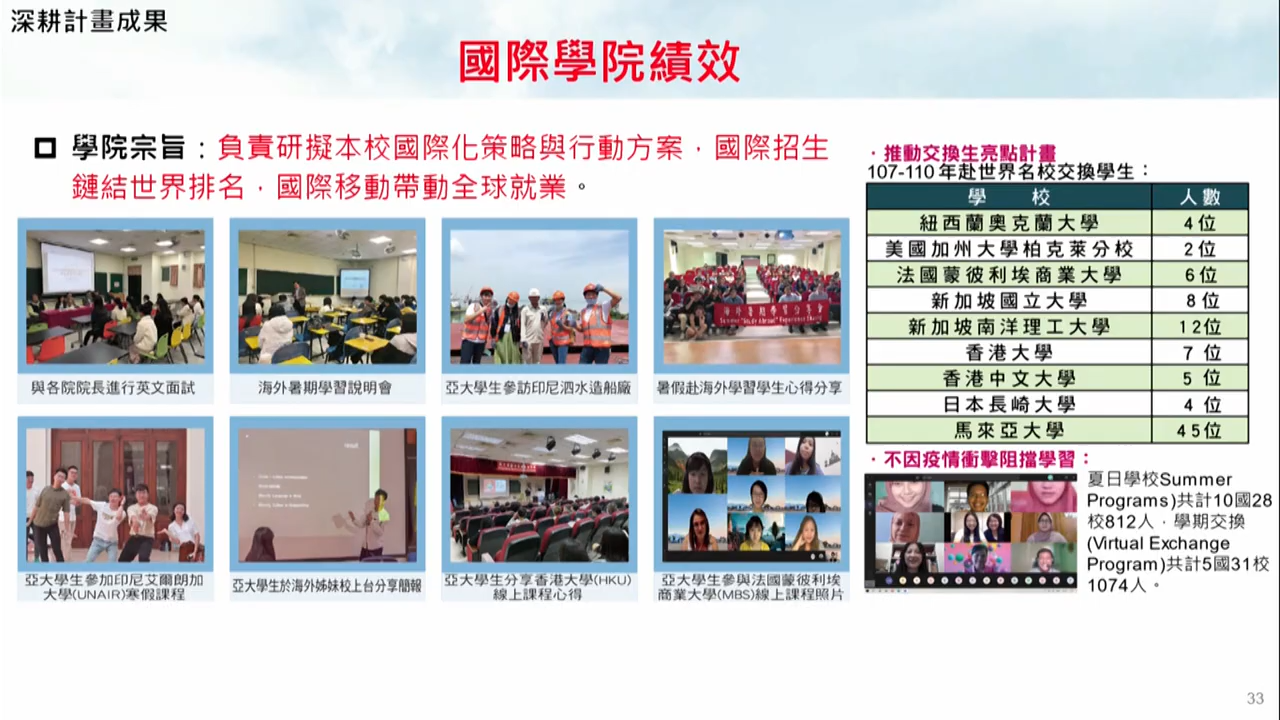 深耕計畫成果
國際學院績效
學院宗旨：負責研擬本校國際化策略與行動方案，國際招生
鏈結世界排名，國際移動帶動全球就業。
與各院院長進行英文面試
海外暑期學習說明會
亞大學生參訪印尼泗水造船廠
暑假赴海外學習學生心得分享
亞大學生參加印尼艾爾朗加
大學(UNAIR)寒假課程
亞大學生於海外姊妹校上台分享簡報
亞大學生分享香港大學(HKU)
線上課程心得
亞大學生參與法國蒙彼利埃
商業大學(MBS)線上課程照片
・推動交換生亮點計畫
107-110年赴世界名校交換學生：
學 校 人數
紐西蘭奧克蘭大學 4位
美國加州大學柏克萊分校 2位
法國蒙彼利埃商業大學 6位
新加坡國立大學 8位
新加坡南洋理工大學 12位
香港大學 7 位
香港中文大學 5 位
日本長崎大學 4 位
馬來亞大學 45位
・不因疫情衝擊阻擋學習：
夏日學校Summer
Programs)共計10國28
校812人，學期交換
(Virtual Exchange
Program)共計5國31校
1074人。
33